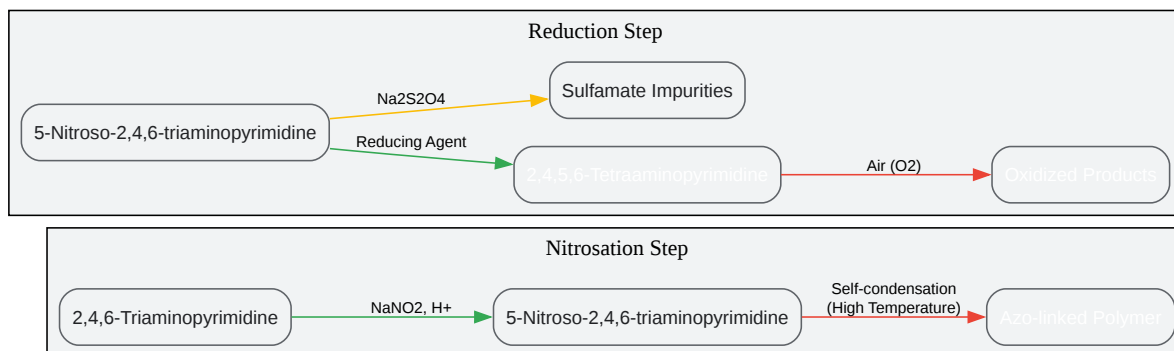 Reduction Step
Na2S2O4
Sulfamate Impurities
5-Nitroso-2,4,6-triaminopyrimidine
Reducing Agent
2,4,5,6-Tetraaminopyrimidine
Air (O2)
Oxidized Products
Nitrosation Step
2,4,6-Triaminopyrimidine
NaNO2, H+
5-Nitroso-2,4,6-triaminopyrimidine
Self-condensation
(High Temperature)
Azo-linked Polymer